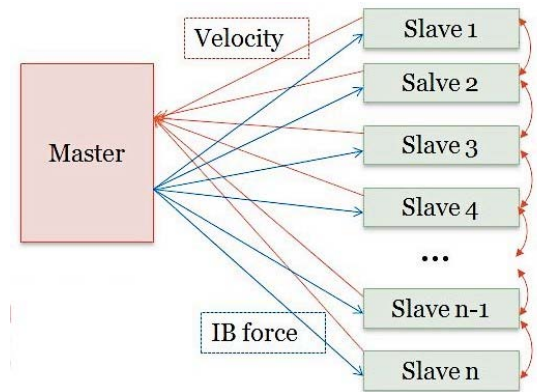 Velocity
Master
IB force
Slave 1
Salve 2
Slave 3
Slave 4
...
Slave n-1
Slave n